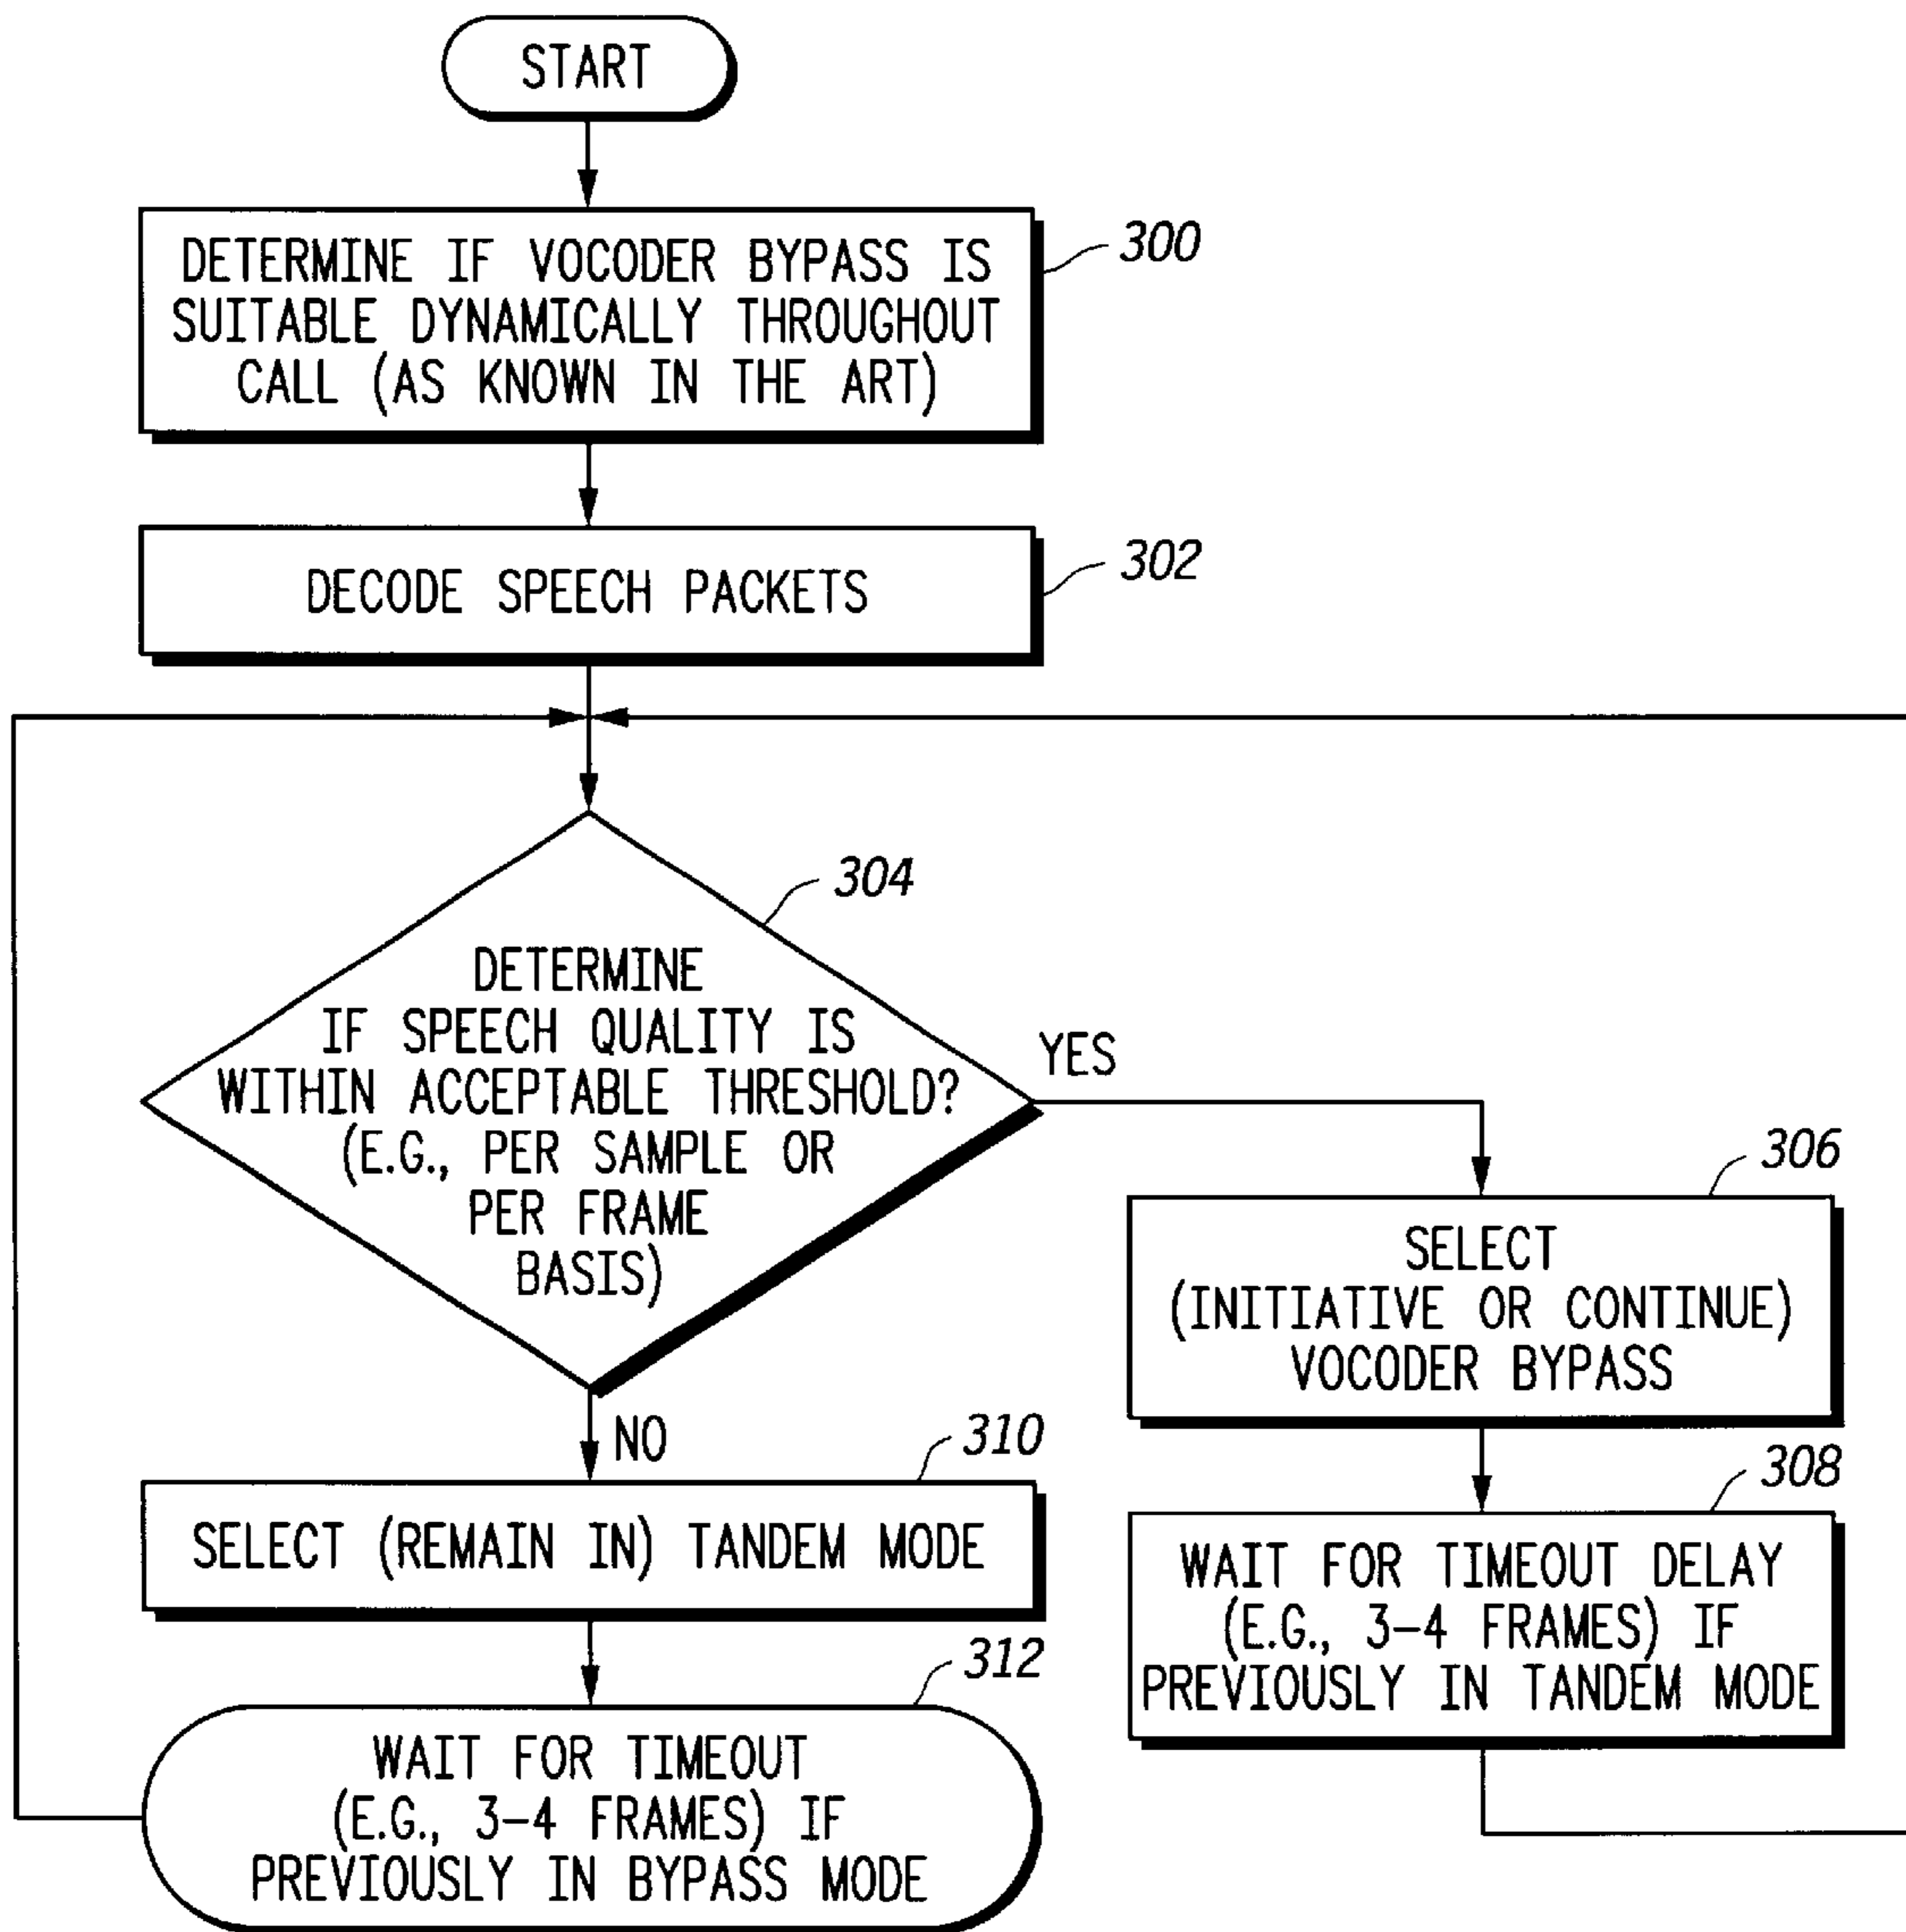 START
DETERMINE IF VOCODER BYPASS IS
SUITABLE DYNAMICALLY THROUGHOUT
CALL (AS KNOWN IN THE ART)
300
DECODE SPEECH PACKETS
302
304
DETERMINE
IF SPEECH QUALITY IS
WITHIN ACCEPTABLE THRESHOLD?
(E.G., PER SAMPLE OR
PER FRAME
BASIS)
YES
306
SELECT
(INITIATIVE OR CONTINUE)
VOCODER BYPASS
308
WAIT FOR TIMEOUT DELAY
(E.G., 3-4 FRAMES) IF
PREVIOUSLY IN TANDEM MODE
NO
310
SELECT (REMAIN IN) TANDEM MODE
312
WAIT FOR TIMEOUT
(E.G., 3-4 FRAMES) IF
PREVIOUSLY IN BYPASS MODE